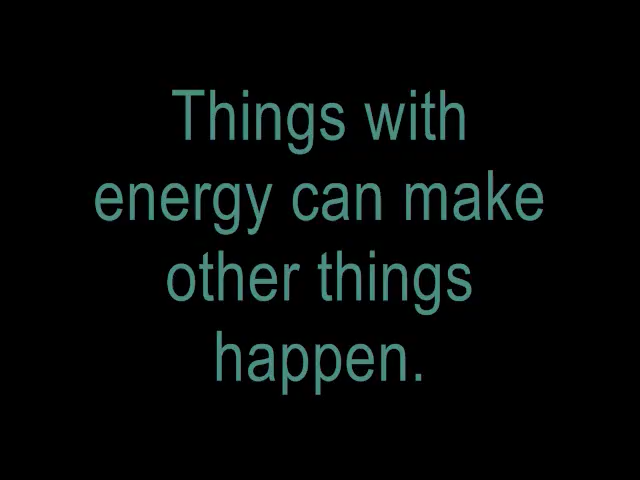 Things with
energy can make
other things
happen.